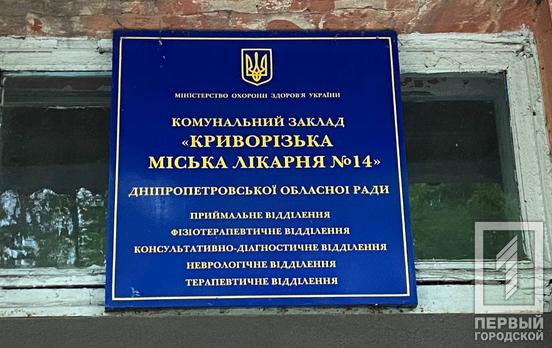 МІНІСТЕРСТВО ОХОРОНИ ЗДОРОВ'Я УКРАЇНИ
КОМУНАЛЬНИЙ ЗАКЛАД
«КРИВОРІЗЬКА
МІСЬКА ЛІКАРНЯ №14»
ДНІПРОПЕТРОВСЬКОЇ ОБЛАСНОЇ РАДИ
ПРИЙМАЛЬНЕ ВІДДІЛЕННЯ
ФІЗІОТЕРАПЕВТИЧНЕ ВІДДІЛЕННЯ
КОНСУЛЬТАТИВНО-ДІАГНОСТИЧНЕ ВІДДІЛЕННЯ
НЕВРОЛОГІЧНЕ ВІДДІЛЕННЯ
ТЕРАПЕВТИЧНЕ ВІДДІЛЕННЯ
ПЕРВЫЙ
ГОРОДСКОЙ